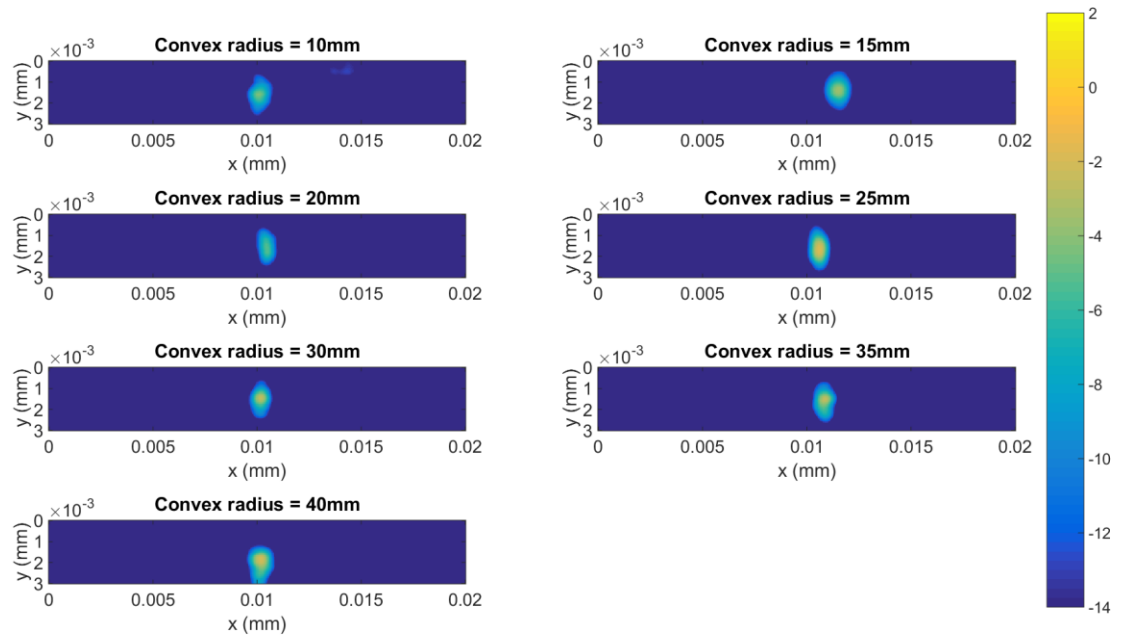 ×10⁻³
Convex radius = 10mm
0
1
2
3
y (mm)
0 0.005 0.01 0.015 0.02
x (mm)
Convex radius = 15mm
0
1
2
3
y (mm)
×10⁻³
0 0.005 0.01 0.015 0.02
x (mm)
×10⁻³
Convex radius = 20mm
0
1
2
3
y (mm)
0 0.005 0.01 0.015 0.02
x (mm)
×10⁻³
Convex radius = 25mm
0
1
2
3
y (mm)
0 0.005 0.01 0.015 0.02
x (mm)
×10⁻³
Convex radius = 30mm
0
1
2
3
y (mm)
0 0.005 0.01 0.015 0.02
x (mm)
×10⁻³
Convex radius = 35mm
0
1
2
3
y (mm)
0 0.005 0.01 0.015 0.02
x (mm)
×10⁻³
Convex radius = 40mm
0
1
2
3
y (mm)
0 0.005 0.01 0.015 0.02
x (mm)
2
0
-2
-4
-6
-8
-10
-12
-14